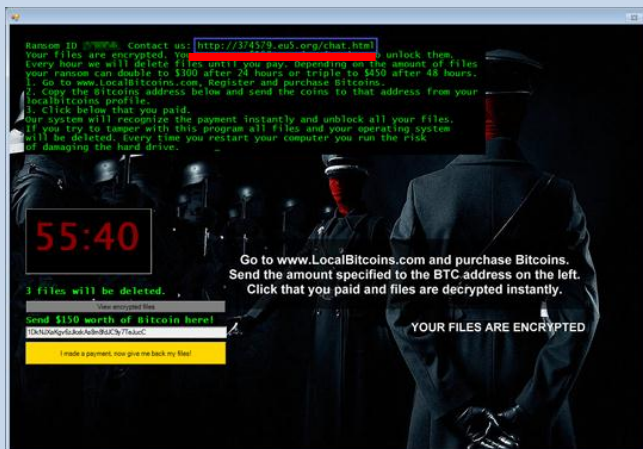 Ransom ID Contact us: http://374579.eu5.org/chat.html
Your files are encrypted. to unlock them.
Every hour we will delete files until you pay. Depending on the amount of files
your ransom can double to $300 after 24 hours or triple to $450 after 48 hours.
1. Go to www.LocalBitcoins.com, Register and purchase Bitcoins.
2. Copy the Bitcoins address below and send the coins to that address from your
localbitcoins profile.
3. Click below that you paid.
Our system will recognize the payment instantly and unblock all your files.
If you try to tamper with this program all files and your operating system
will be deleted. Every time you restart your computer you run the risk
of damaging the hard drive.
55:40
3 files will be deleted.
View encrypted files
Send $150 worth of Bitcoin here!
I made a payment, now give me back my files!
Go to www.LocalBitcoins.com and purchase Bitcoins.
Send the amount specified to the BTC address on the left.
Click that you paid and files are decrypted instantly.
YOUR FILES ARE ENCRYPTED